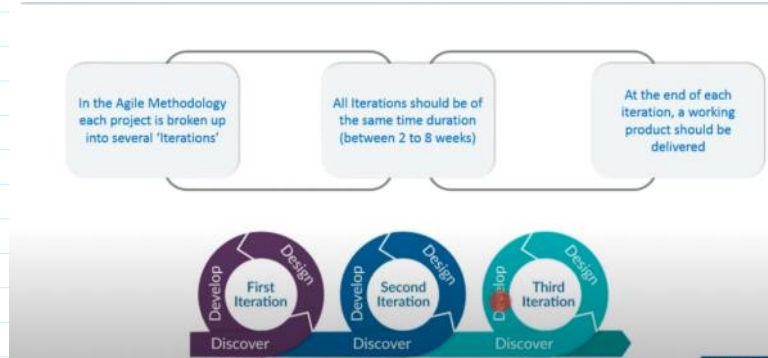 In the Agile Methodology
each project is broken up
into several 'Iterations'
All Iterations should be of
the same time duration
(between 2 to 8 weeks)
At the end of each
iteration, a working
product should be
delivered
Develop
Design
First
Iteration
Discover
Develop
Design
Second
Iteration
Discover
Develop
Design
Third
Iteration
Discover